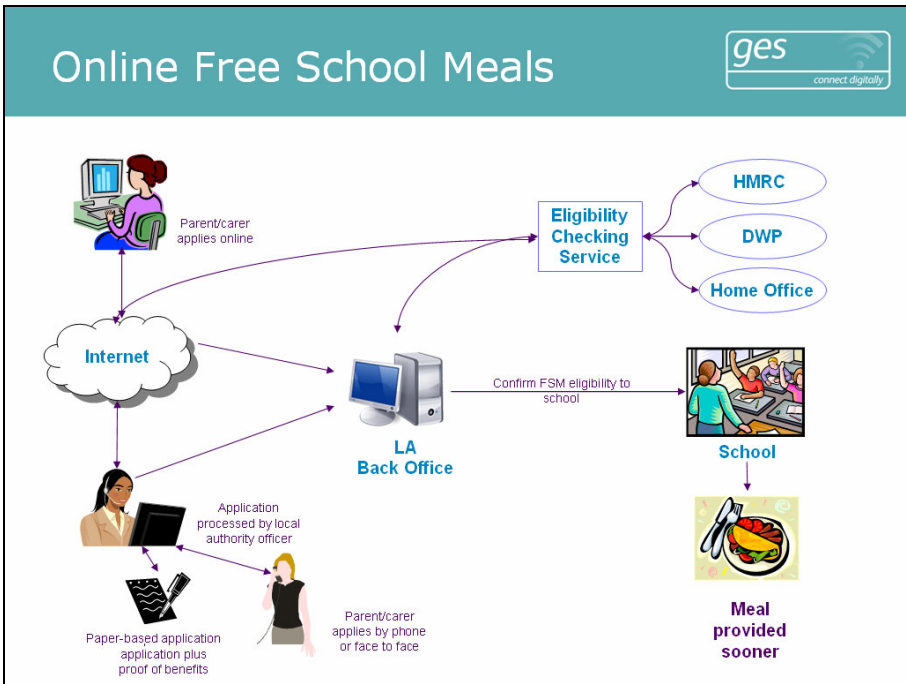 Online Free School Meals
ges
connect digitally
Parent/carer
applies online
Eligibility
Checking
Service
HMRC
DWP
Home Office
Internet
LA
Back Office
Confirm FSM eligibility to
school
School
Application
processed by local
authority officer
Paper-based application
application plus
proof of benefits
Parent/carer
applies by phone
or face to face
Meal
provided
sooner